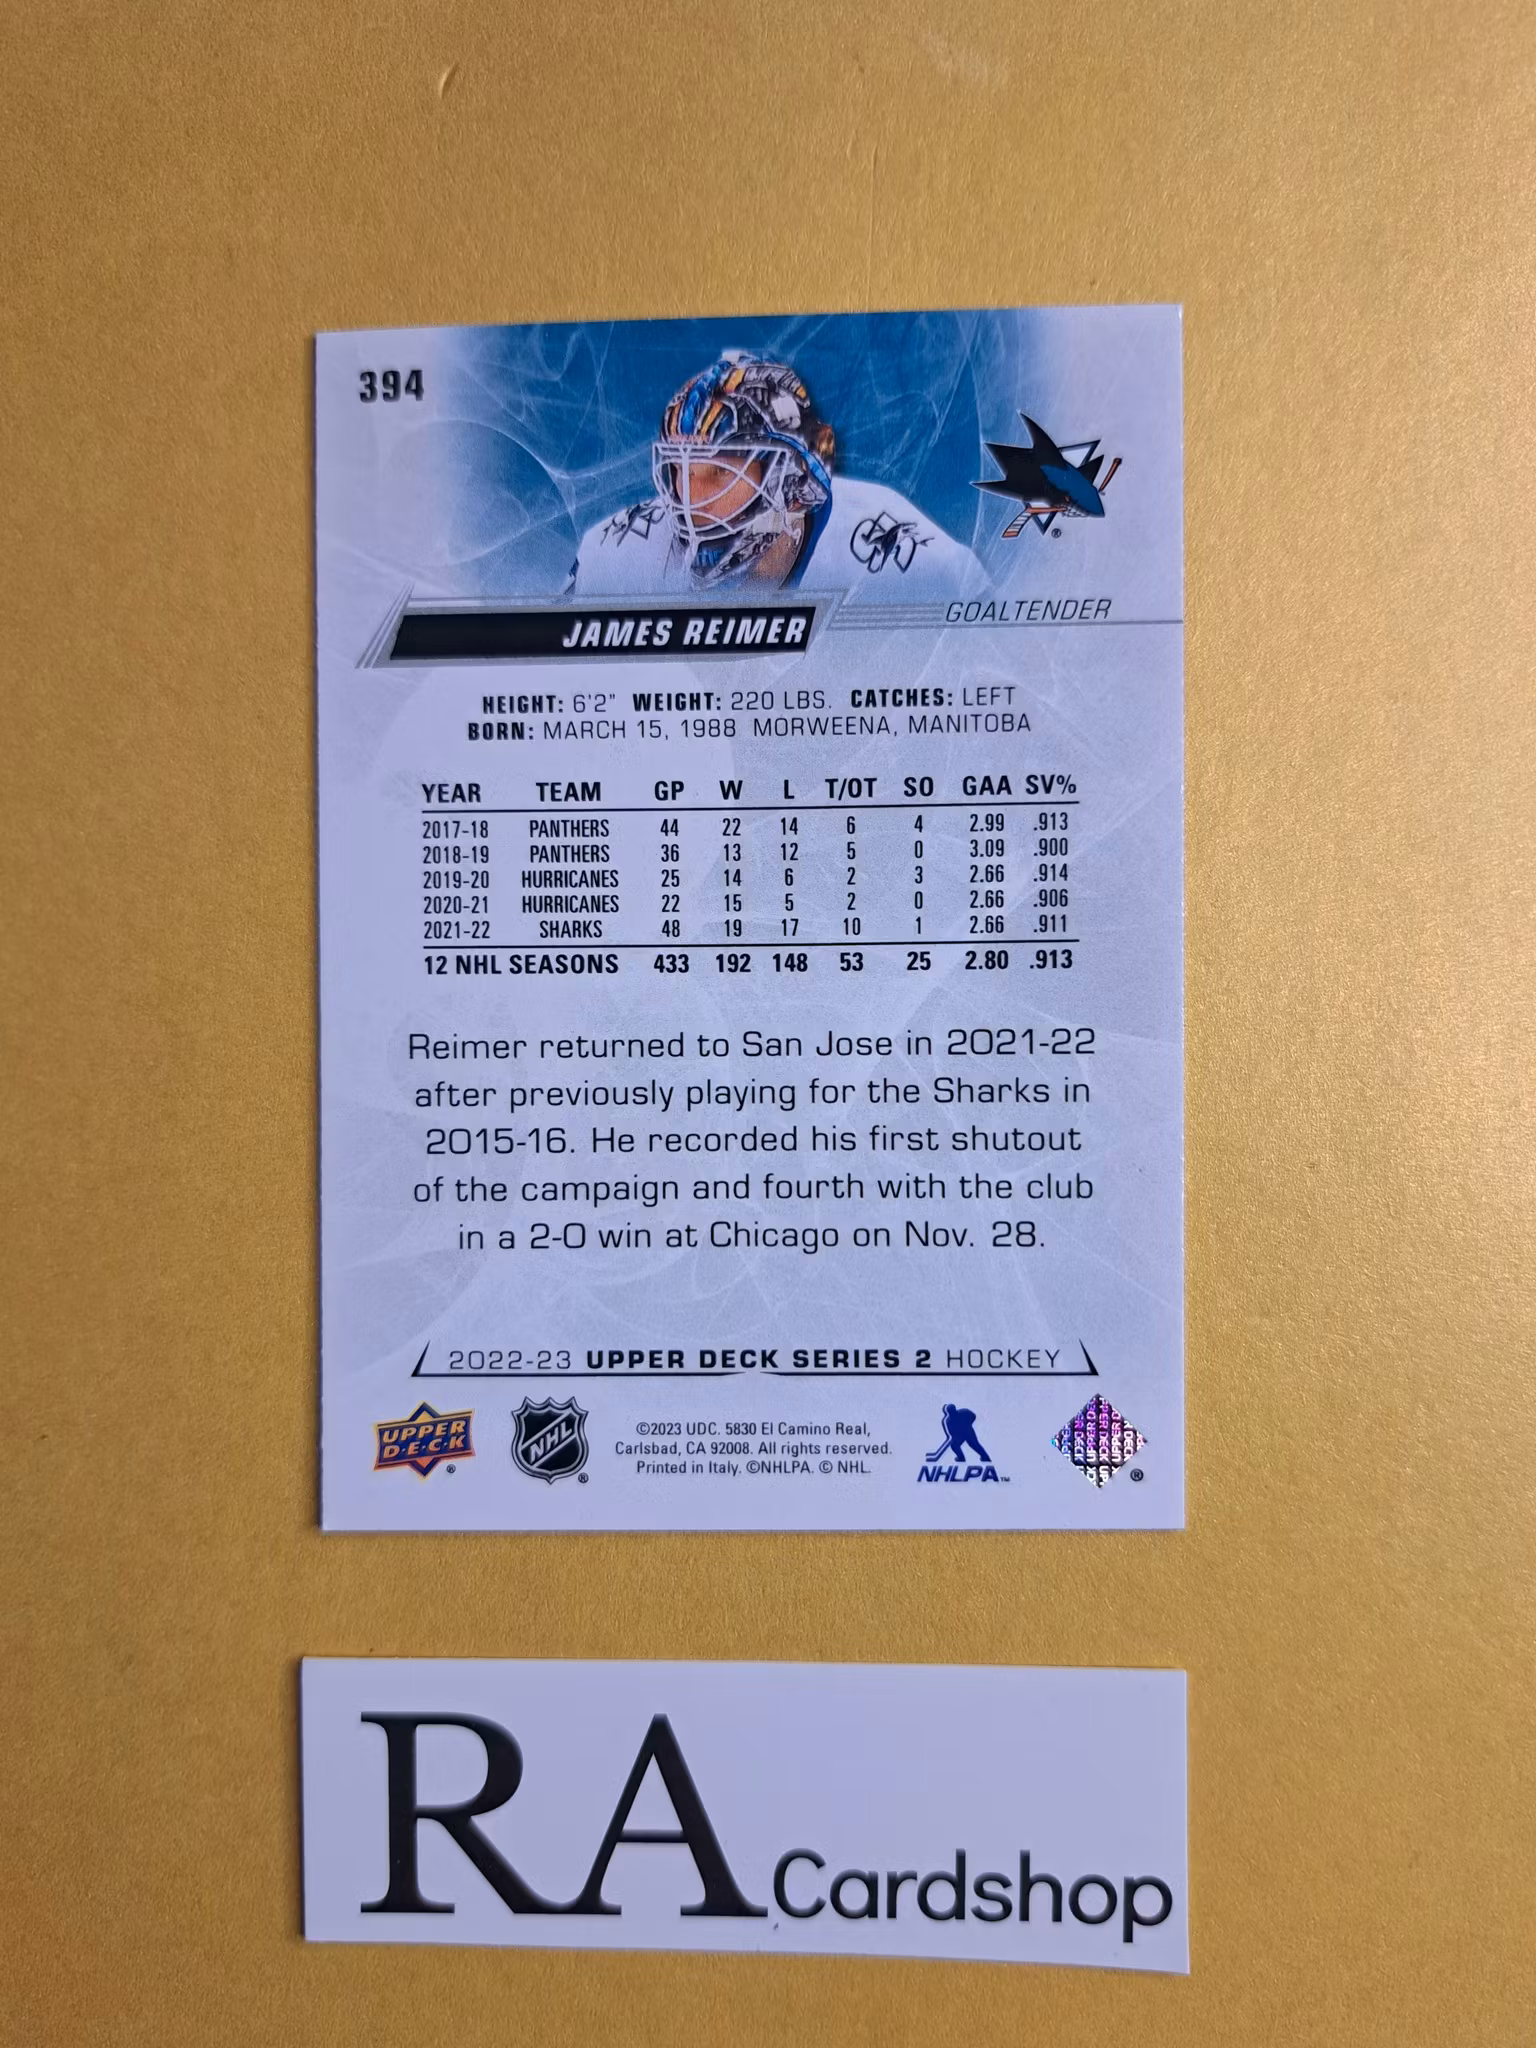 394
JAMES REIMER
GOALTENDER
HEIGHT: 6'2" WEIGHT: 220 LBS. CATCHES: LEFT
BORN: MARCH 15, 1988 MORWEENA, MANITOBA
YEAR TEAM GP W L T/OT SO GAA SV%
2017-18 PANTHERS 44 22 14 6 4 2.99 .913
2018-19 PANTHERS 36 13 12 5 0 3.09 .900
2019-20 HURRICANES 25 14 6 2 3 2.66 .914
2020-21 HURRICANES 22 15 5 2 0 2.66 .906
2021-22 SHARKS 48 19 17 10 1 2.66 .911
12 NHL SEASONS 433 192 148 53 25 2.80 .913
Reimer returned to San Jose in 2021-22
after previously playing for the Sharks in
2015-16. He recorded his first shutout
of the campaign and fourth with the club
in a 2-0 win at Chicago on Nov. 28.
2022-23 UPPER DECK SERIES 2 HOCKEY
UPPER
D·E·C·K ®
NHL ®
©2023 UDC. 5830 El Camino Real,
Carlsbad, CA 92008. All rights reserved.
Printed in Italy. ©NHLPA. © NHL.
NHLPA™
UPPER DECK ®
RA Cardshop